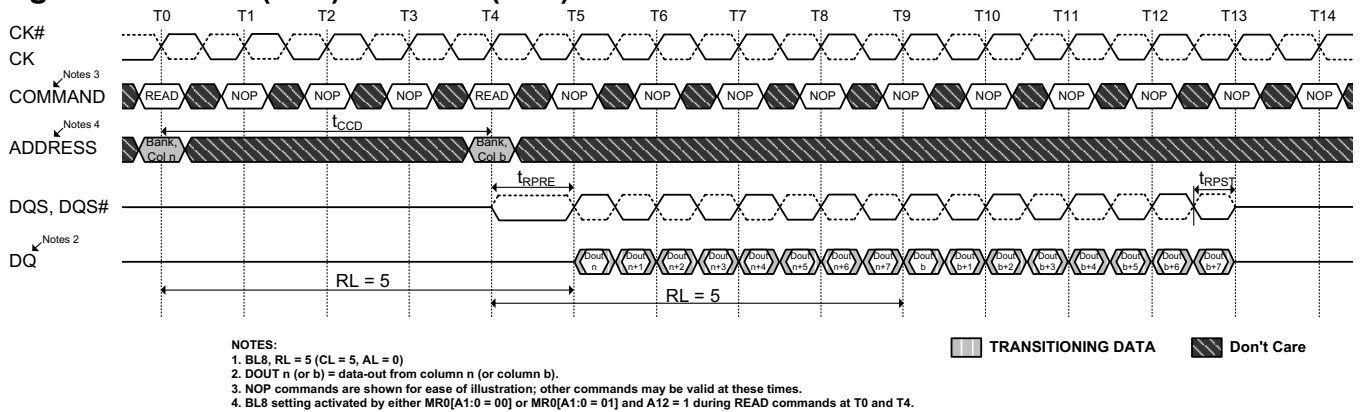 T0 T1 T2 T3 T4 T5 T6 T7 T8 T9 T10 T11 T12 T13 T14
CK#
CK
Notes 3
COMMAND READ NOP NOP NOP READ NOP NOP NOP NOP NOP NOP NOP NOP NOP NOP
tCCD
Notes 4
ADDRESS Bank, Col n Bank, Col b
tRPRE tRPST
DQS, DQS#
Notes 2
DQ Dout n Dout n+1 Dout n+2 Dout n+3 Dout n+4 Dout n+5 Dout n+6 Dout n+7 Dout b Dout b+1 Dout b+2 Dout b+3 Dout b+4 Dout b+5 Dout b+6 Dout b+7
RL = 5 RL = 5
NOTES:
1. BL8, RL = 5 (CL = 5, AL = 0)
2. DOUT n (or b) = data-out from column n (or column b).
3. NOP commands are shown for ease of illustration; other commands may be valid at these times.
4. BL8 setting activated by either MR0[A1:0 = 00] or MR0[A1:0 = 01] and A12 = 1 during READ commands at T0 and T4.
TRANSITIONING DATA Don't Care